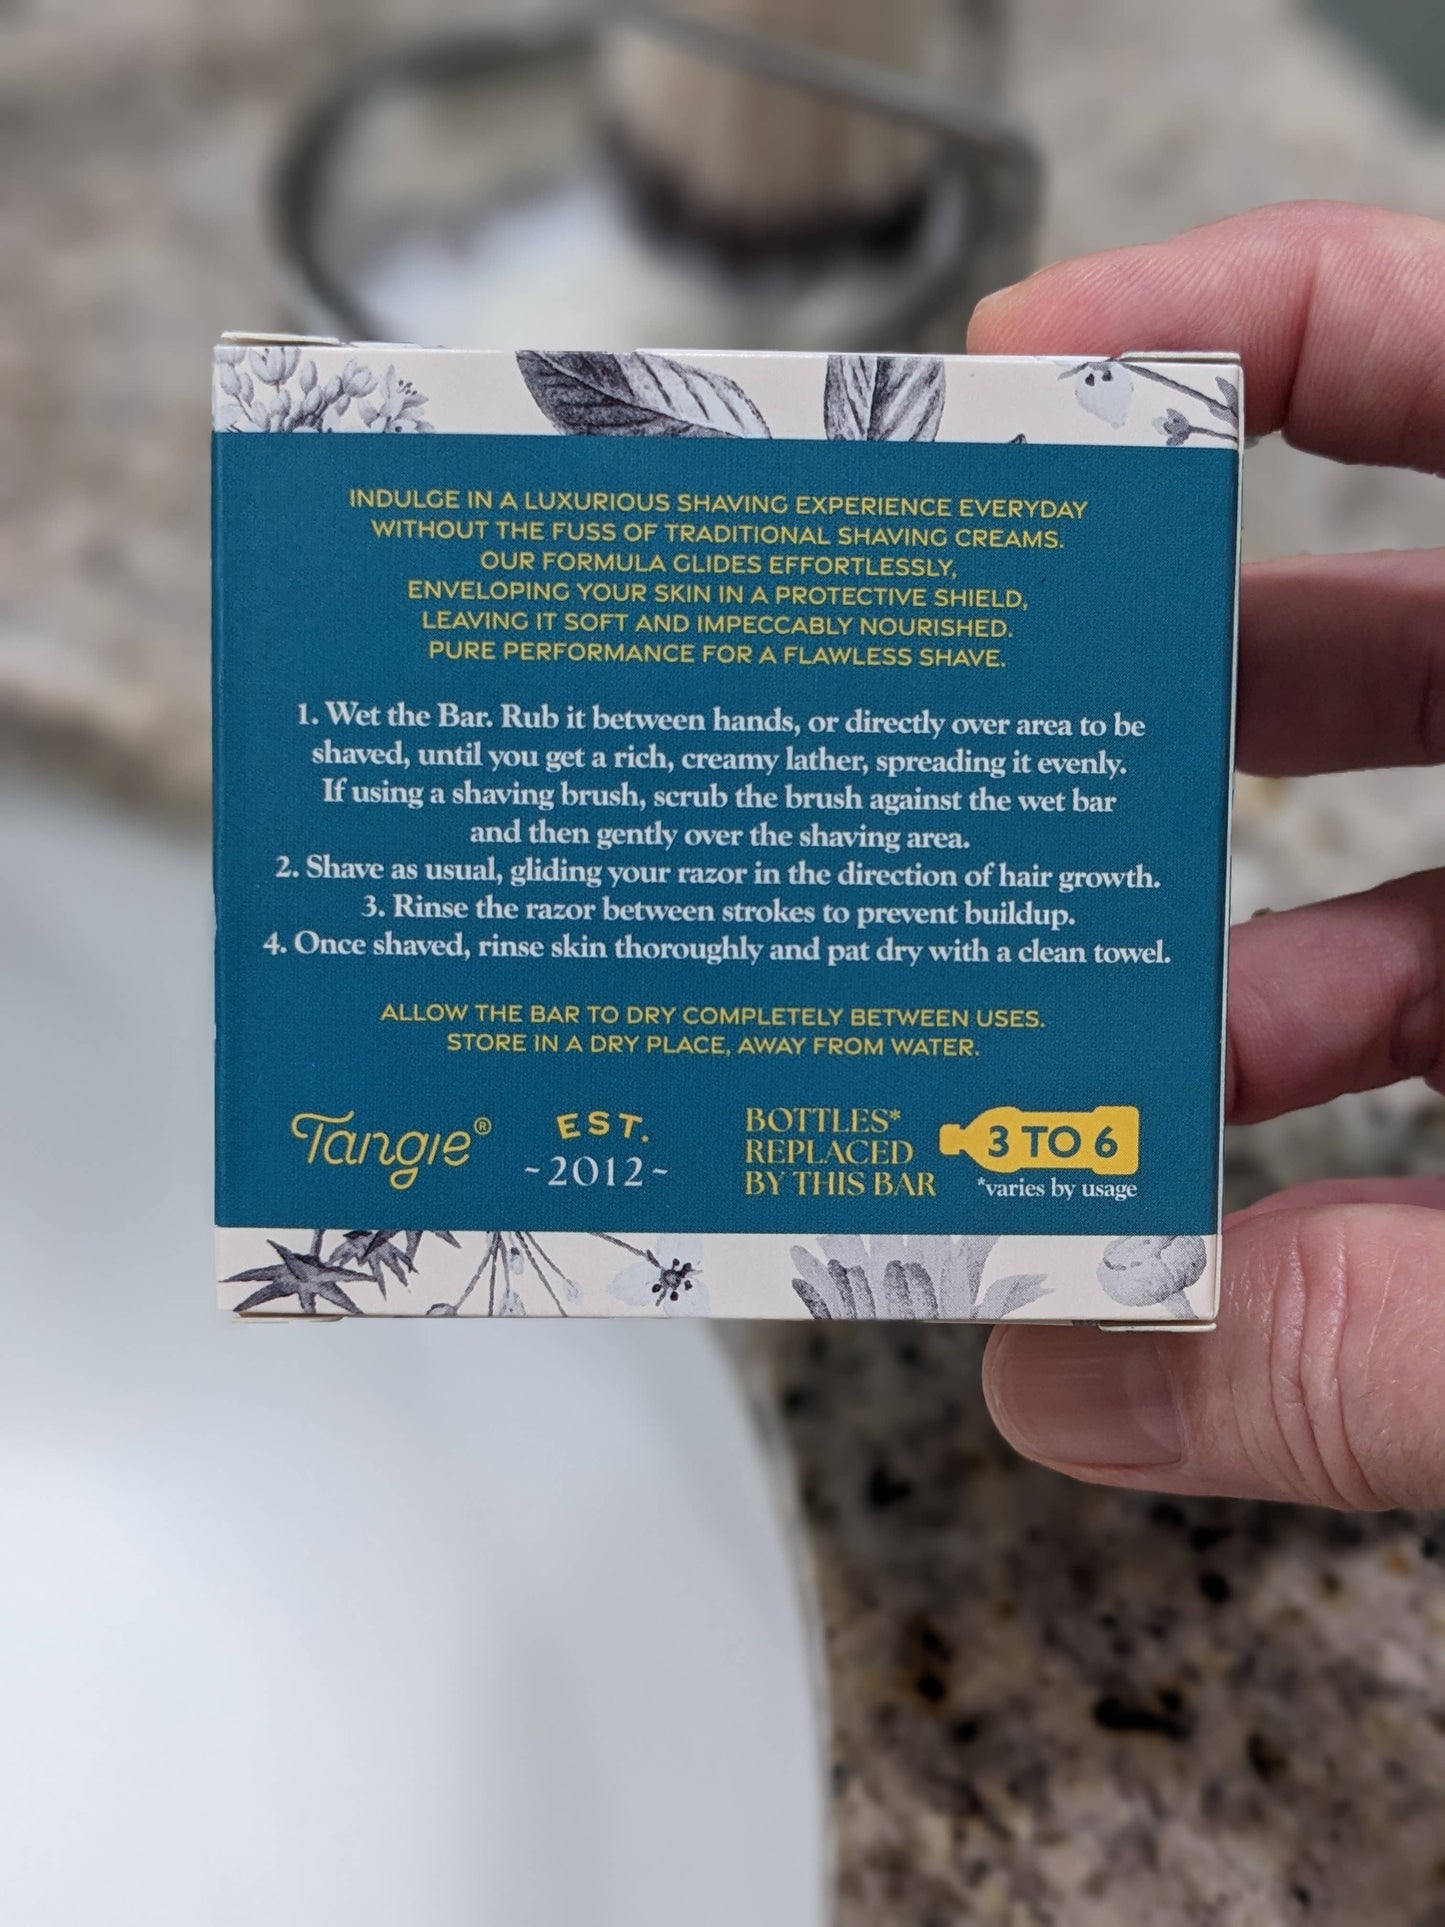 INDULGE IN A LUXURIOUS SHAVING EXPERIENCE EVERYDAY
WITHOUT THE FUSS OF TRADITIONAL SHAVING CREAMS.
OUR FORMULA GLIDES EFFORTLESSLY,
ENVELOPING YOUR SKIN IN A PROTECTIVE SHIELD,
LEAVING IT SOFT AND IMPECCABLY NOURISHED.
PURE PERFORMANCE FOR A FLAWLESS SHAVE.
1. Wet the Bar. Rub it between hands, or directly over area to be
shaved, until you get a rich, creamy lather, spreading it evenly.
If using a shaving brush, scrub the brush against the wet bar
and then gently over the shaving area.
2. Shave as usual, gliding your razor in the direction of hair growth.
3. Rinse the razor between strokes to prevent buildup.
4. Once shaved, rinse skin thoroughly and pat dry with a clean towel.
ALLOW THE BAR TO DRY COMPLETELY BETWEEN USES.
STORE IN A DRY PLACE, AWAY FROM WATER.
Tangie®
EST.
~2012~
BOTTLES*
REPLACED
BY THIS BAR
3 TO 6
*varies by usage